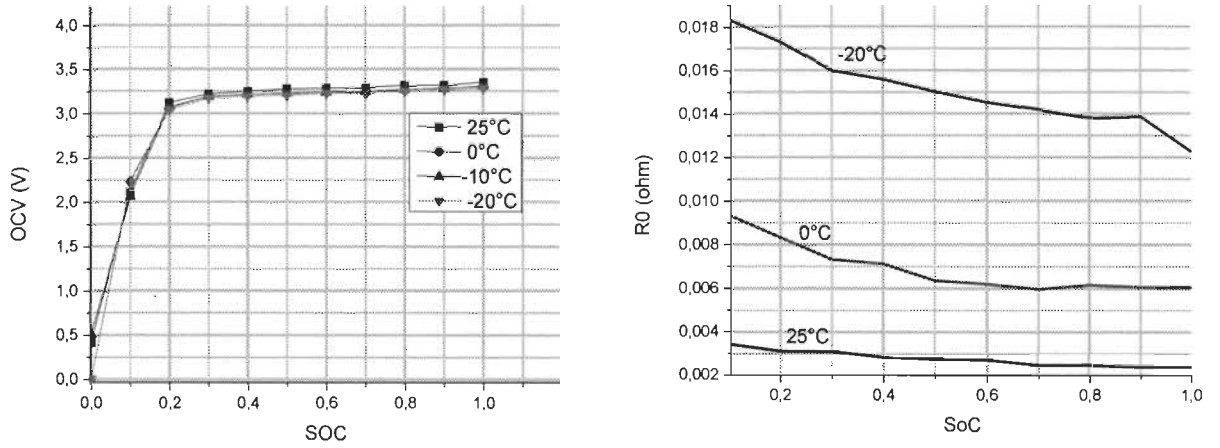 4,0
3,5
3,0
2,5
2,0
1,5
1,0
0,5
0,0
OCV (V)
0,0 0,2 0,4 0,6 0,8 1,0
SOC
25°C
0°C
-10°C
-20°C
0,018
0,016
0,014
0,012
0,010
0,008
0,006
0,004
0,002
R0 (ohm)
-20°C
0°C
25°C
0,2 0,4 0,6 0,8 1,0
SoC